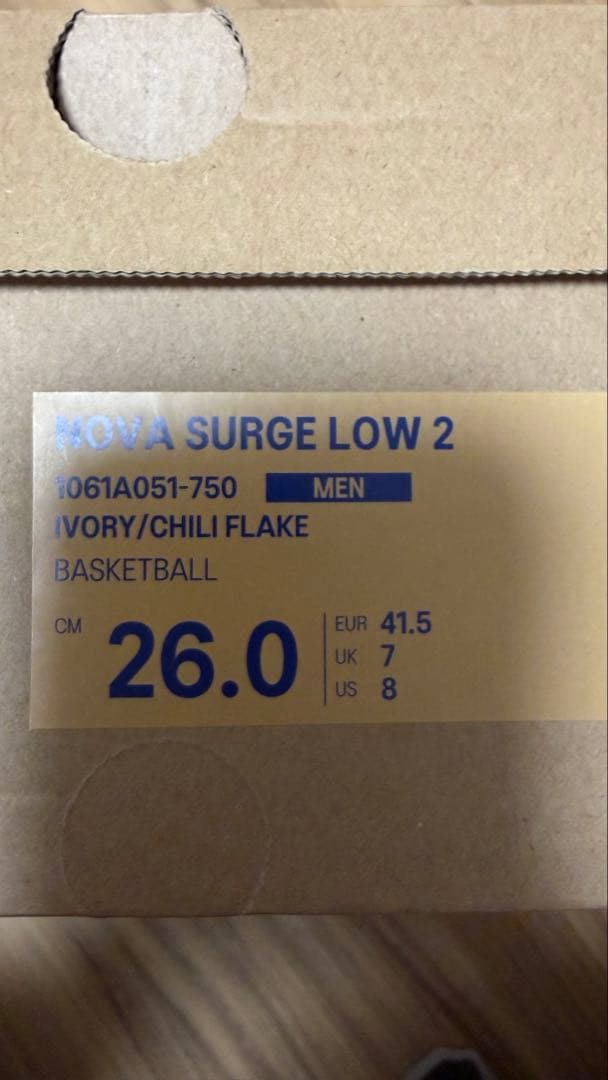 NOVA SURGE LOW 2
1061A051-750 MEN
IVORY/CHILI FLAKE
BASKETBALL
CM 26.0
EUR 41.5
UK 7
US 8